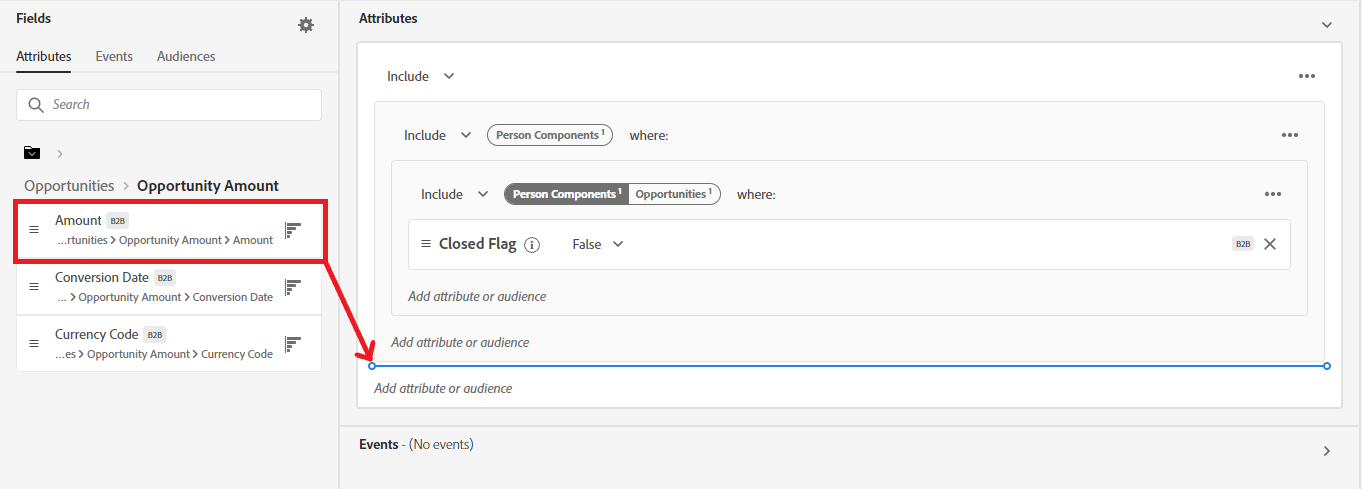 Fields
Attributes Events Audiences
Search
Opportunities > Opportunity Amount
Amount B2B
...rtunities > Opportunity Amount > Amount
Conversion Date B2B
... > Opportunity Amount > Conversion Date
Currency Code B2B
...es > Opportunity Amount > Currency Code
Attributes
Include
Include Person Components 1 where:
Include Person Components 1 Opportunities 1 where:
Closed Flag i False B2B
Add attribute or audience
Add attribute or audience
Add attribute or audience
Events - (No events)